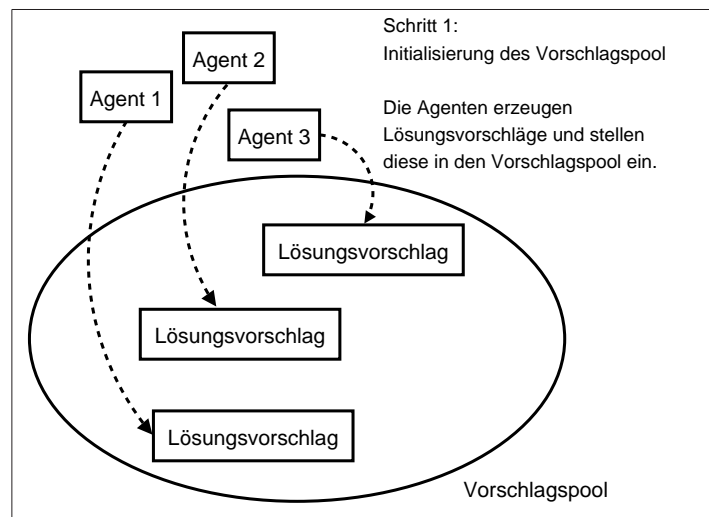 Schritt 1:
Initialisierung des Vorschlagspool
Die Agenten erzeugen
Lösungsvorschläge und stellen
diese in den Vorschlagspool ein.
Agent 2
Agent 1
Agent 3
Lösungsvorschlag
Lösungsvorschlag
Lösungsvorschlag
Vorschlagspool